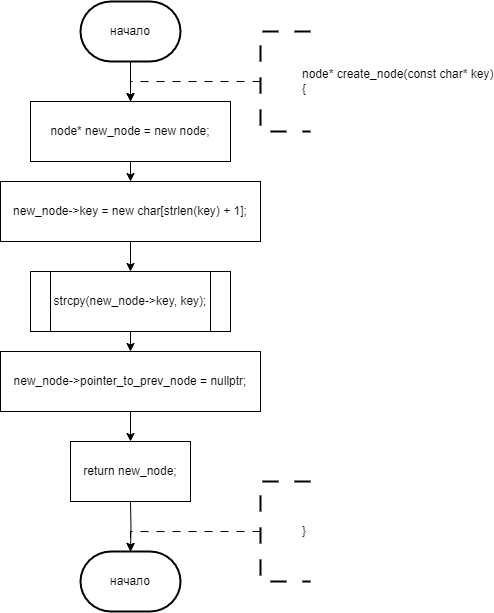 начало
node* create_node(const char* key)
{
node* new_node = new node;
new_node->key = new char[strlen(key) + 1];
strcpy(new_node->key, key);
new_node->pointer_to_prev_node = nullptr;
return new_node;
}
начало